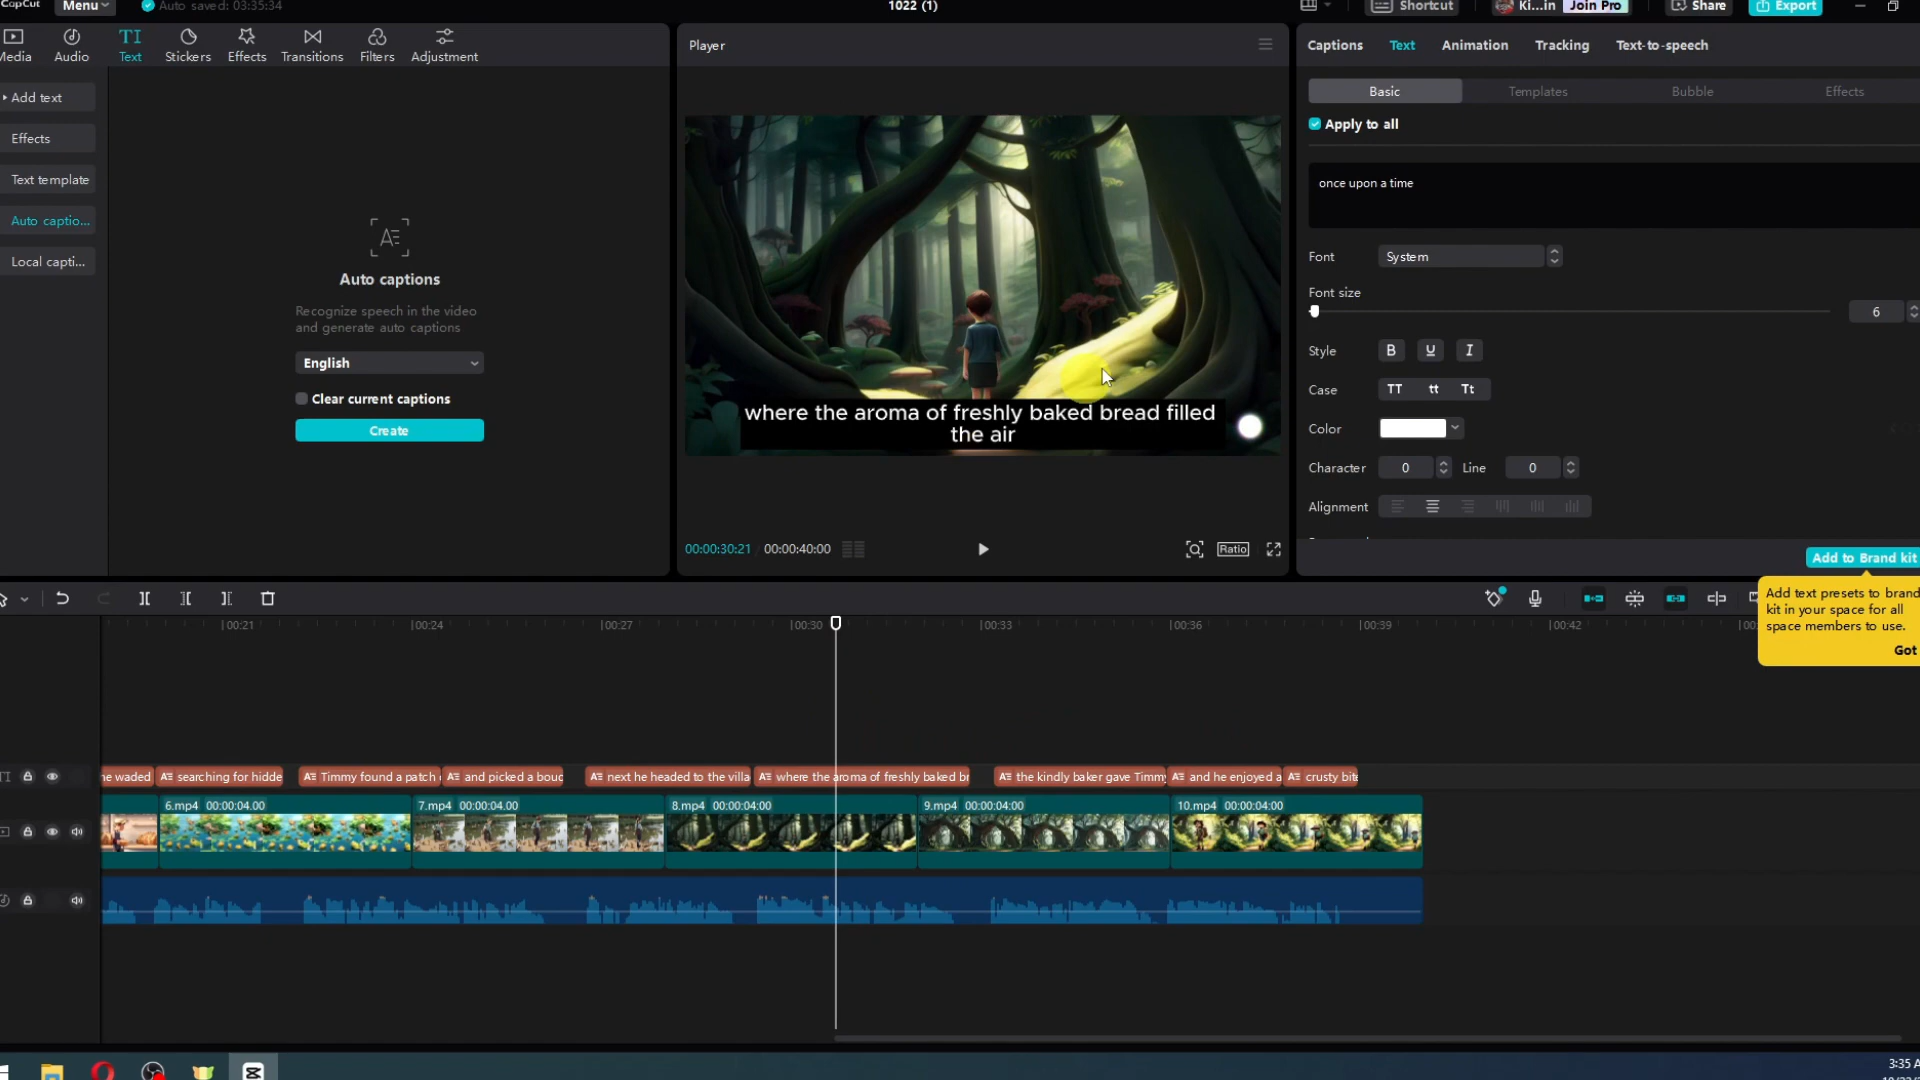 CapCut
Menu
Auto saved: 03:35:34
1022 (1)
Shortcut
Ki...in
Join Pro
Share
Export
Media
Audio
Text
Stickers
Effects
Transitions
Filters
Adjustment
Add text
Effects
Text template
Auto captio...
Local capti...
Auto captions
Recognize speech in the video
and generate auto captions
English
Clear current captions
Create
Player
where the aroma of freshly baked bread filled
the air
00:00:30:21
00:00:40:00
Ratio
Captions
Text
Animation
Tracking
Text-to-speech
Basic
Templates
Bubble
Effects
Apply to all
once upon a time
Font
System
Font size
6
Style
B
U
I
Case
TT
tt
Tt
Color
Character
0
Line
0
Alignment
Add to Brand kit
Add text presets to brand
kit in your space for all
space members to use.
Got
00:21
00:24
00:27
00:30
00:33
00:36
00:39
00:42
00:
he waded
searching for hidde
Timmy found a patch
and picked a bouq
next he headed to the villa
where the aroma of freshly baked br
the kindly baker gave Timmy
and he enjoyed a
crusty bite
6.mp4 00:00:04.00
7.mp4 00:00:04.00
8.mp4 00:00:04:00
9.mp4 00:00:04:00
10.mp4 00:00:04:00
3:35 A